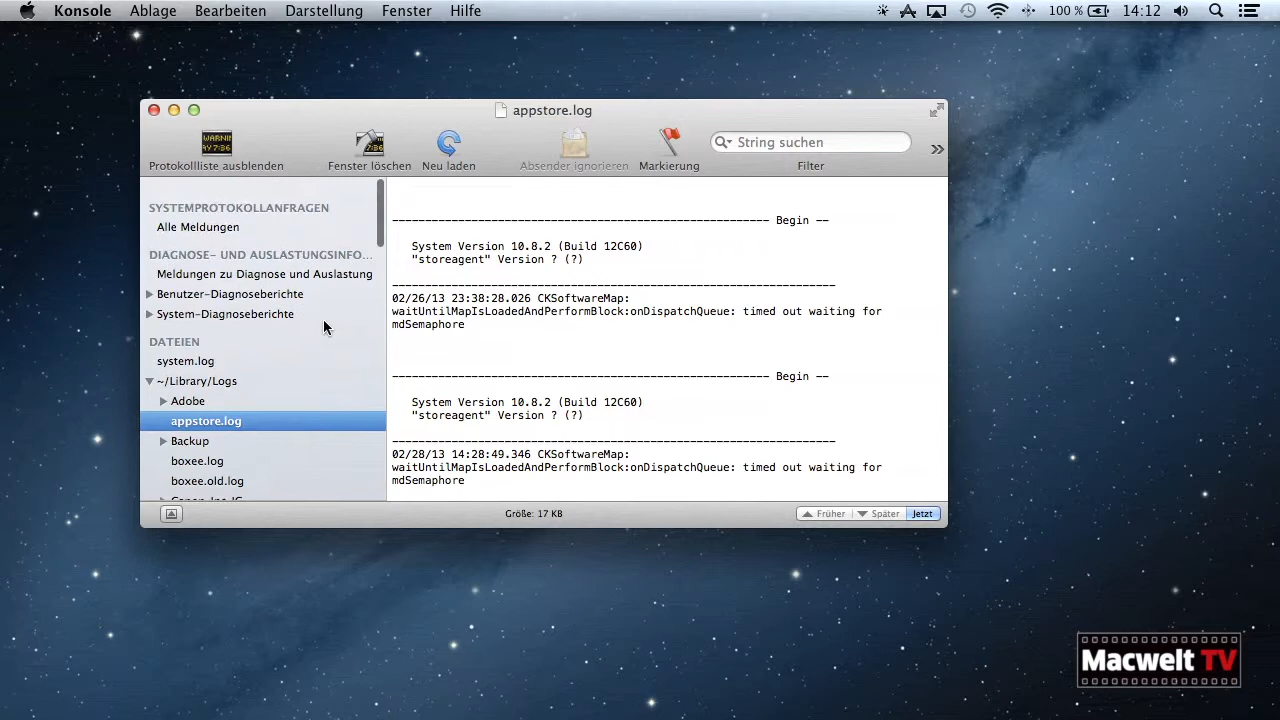 Konsole Ablage Bearbeiten Darstellung Fenster Hilfe 100 % 14:12
appstore.log
Protokollliste ausblenden Fenster löschen Neu laden Absender ignorieren Markierung String suchen Filter
SYSTEMPROTOKOLLANFRAGEN
Alle Meldungen
DIAGNOSE- UND AUSLASTUNGSINFO...
Meldungen zu Diagnose und Auslastung
Benutzer-Diagnoseberichte
System-Diagnoseberichte
DATEIEN
system.log
~/Library/Logs
Adobe
appstore.log
Backup
boxee.log
boxee.old.log
---------------------------------------------------------- Begin --
System Version 10.8.2 (Build 12C60)
"storeagent" Version ? (?)
--------------------------------------------------------------------
02/26/13 23:38:28.026 CKSoftwareMap:
waitUntilMapIsLoadedAndPerformBlock:onDispatchQueue: timed out waiting for
mdSemaphore
---------------------------------------------------------- Begin --
System Version 10.8.2 (Build 12C60)
"storeagent" Version ? (?)
--------------------------------------------------------------------
02/28/13 14:28:49.346 CKSoftwareMap:
waitUntilMapIsLoadedAndPerformBlock:onDispatchQueue: timed out waiting for
mdSemaphore
Größe: 17 KB Früher Später Jetzt
Macwelt TV